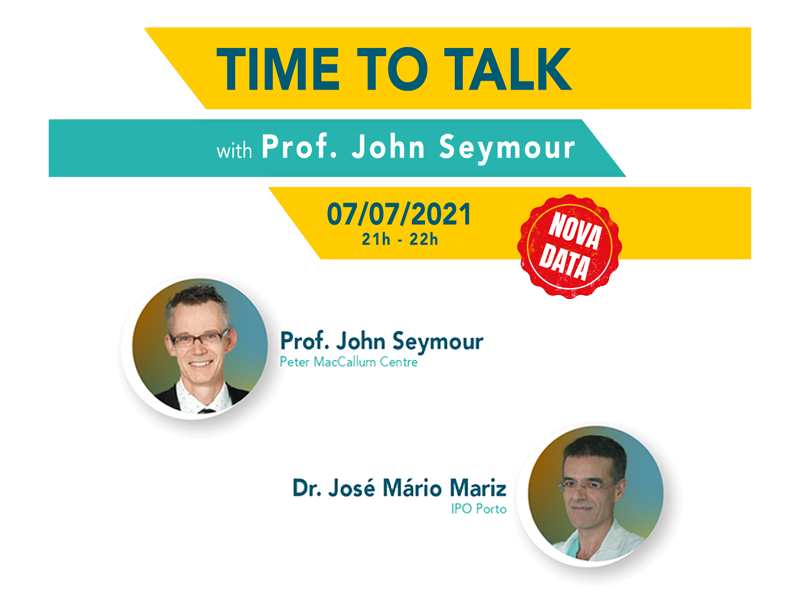 TIME TO TALK
with Prof. John Seymour
07/07/2021
21h - 22h
NOVA
DATA
Prof. John Seymour
Peter MacCallum Centre
Dr. José Mário Mariz
IPO Porto